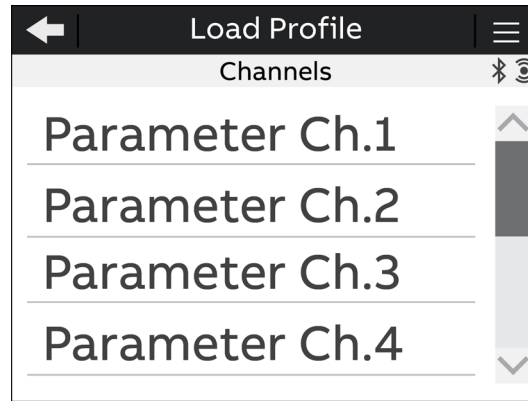 Load Profile
Channels
Parameter Ch.1
Parameter Ch.2
Parameter Ch.3
Parameter Ch.4